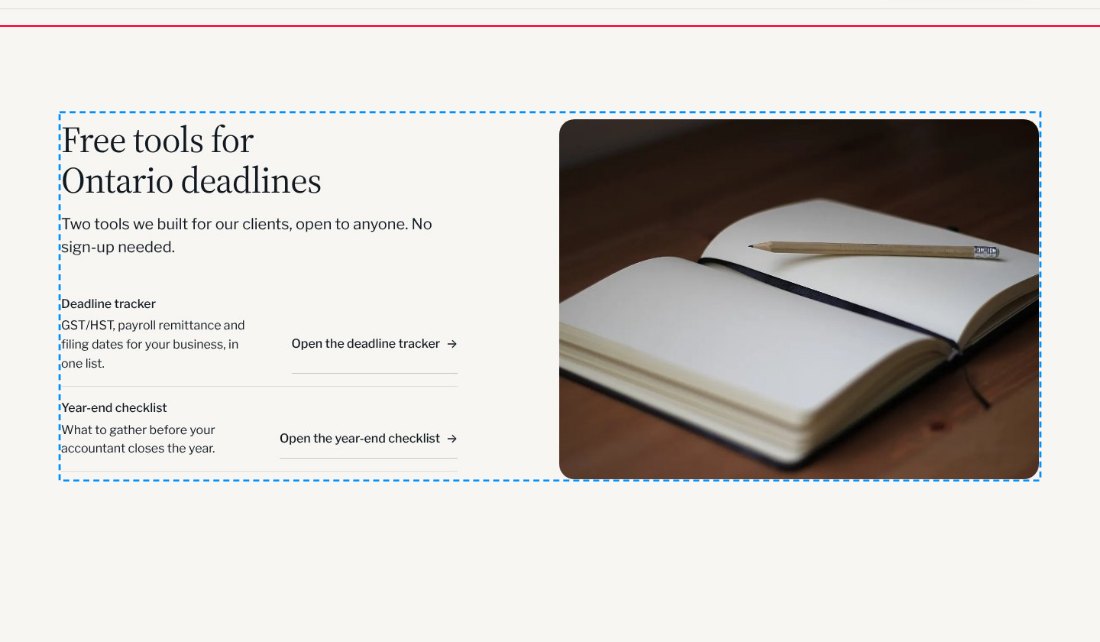 Free tools for
Ontario deadlines
Two tools we built for our clients, open to anyone. No
sign-up needed.
Deadline tracker
GST/HST, payroll remittance and
filing dates for your business, in
one list.
Open the deadline tracker →
Year-end checklist
What to gather before your
accountant closes the year.
Open the year-end checklist →